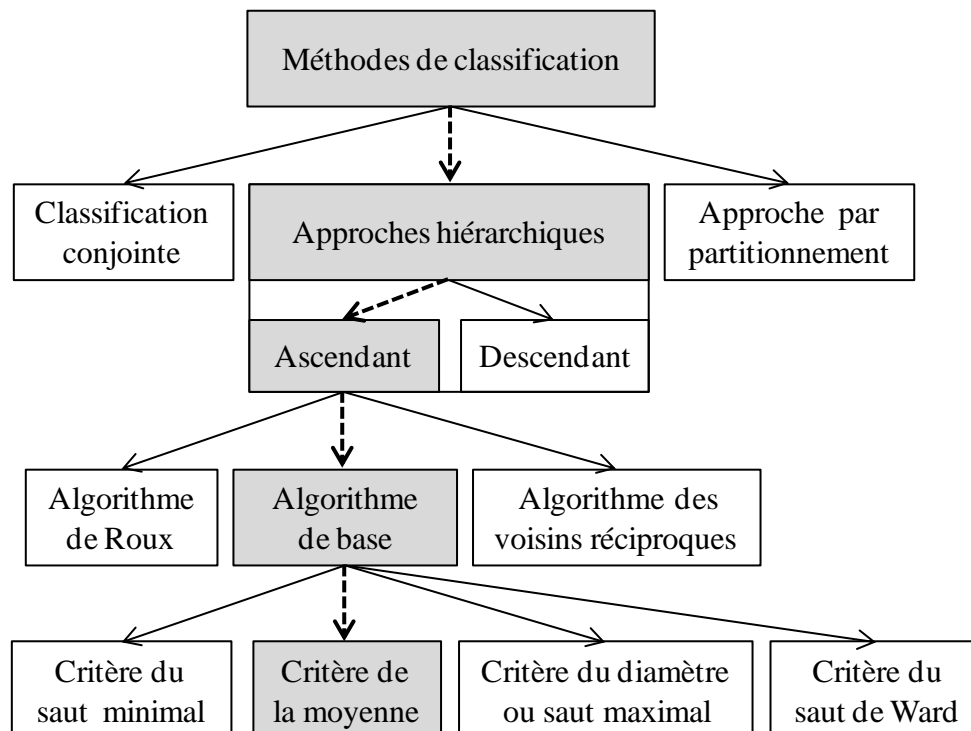 Méthodes de classification
Classification
conjointe
Approches hiérarchiques
Approche par
partitionnement
Ascendant
Descendant
Algorithme
de Roux
Algorithme
de base
Algorithme des
voisins réciproques
Critère du
saut minimal
Critère de
la moyenne
Critère du diamètre
ou saut maximal
Critère du
saut de Ward